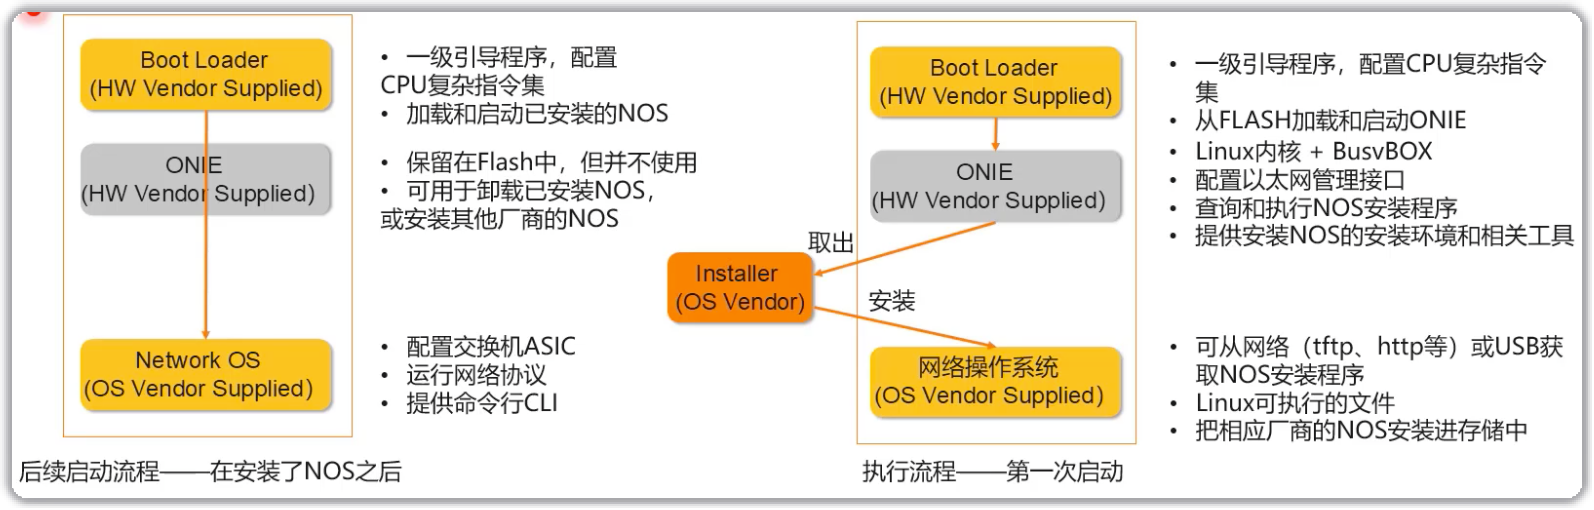 Boot Loader
(HW Vendor Supplied)
• 一级引导程序，配置
CPU复杂指令集
• 加载和启动已安装的NOS
ONIE
(HW Vendor Supplied）
• 保留在Flash中，但并不使用
• 可用于卸载已安装NOS，
或安装其他厂商的NOS
Network OS
(OS Vendor Supplied）
• 配置交换机ASIC
• 运行网络协议
• 提供命令行CLI
后续启动流程——在安装了NOS之后
Boot Loader
(HW Vendor Supplied)
• 一级引导程序，配置CPU复杂指令
集
• 从FLASH加载和启动ONIE
ONIE
(HW Vendor Supplied）
• Linux内核 + BusvBOX
• 配置以太网管理接口
• 查询和执行NOS安装程序
• 提供安装NOS的安装环境和相关工具
取出
Installer
(OS Vendor)
安装
网络操作系统
(OS Vendor Supplied）
• 可从网络（tftp、http等）或USB获
取NOS安装程序
• Linux可执行的文件
• 把相应厂商的NOS安装进存储中
执行流程——第一次启动